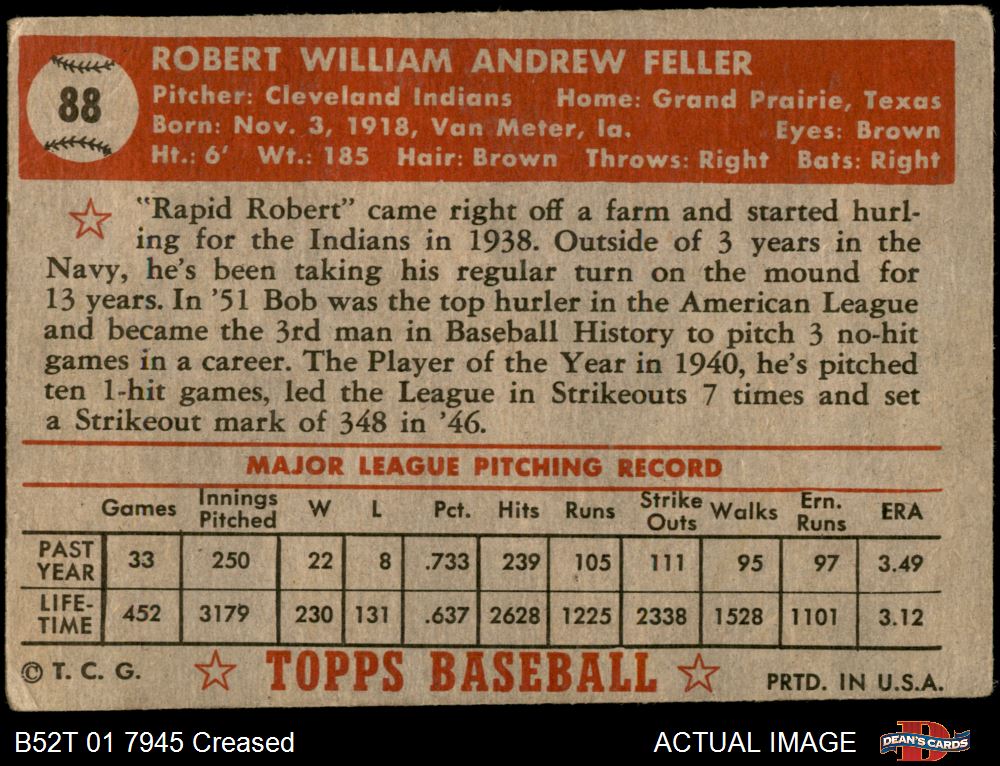 88
ROBERT WILLIAM ANDREW FELLER
Pitcher: Cleveland Indians Home: Grand Prairie, Texas
Born: Nov. 3, 1918, Van Meter, Ia. Eyes: Brown
Ht.: 6' Wt.: 185 Hair: Brown Throws: Right Bats: Right
"Rapid Robert" came right off a farm and started hurl-
ing for the Indians in 1938. Outside of 3 years in the
Navy, he's been taking his regular turn on the mound for
13 years. In '51 Bob was the top hurler in the American League
and became the 3rd man in Baseball History to pitch 3 no-hit
games in a career. The Player of the Year in 1940, he's pitched
ten 1-hit games, led the League in Strikeouts 7 times and set
a Strikeout mark of 348 in '46.
MAJOR LEAGUE PITCHING RECORD
Games Innings Pitched W L Pct. Hits Runs Strike Outs Walks Ern. Runs ERA
PAST YEAR 33 250 22 8 .733 239 105 111 95 97 3.49
LIFE-TIME 452 3179 230 131 .637 2628 1225 2338 1528 1101 3.12
© T. C. G. TOPPS BASEBALL PRTD. IN U.S.A.
B52T 01 7945 Creased ACTUAL IMAGE D DEAN'S CARDS